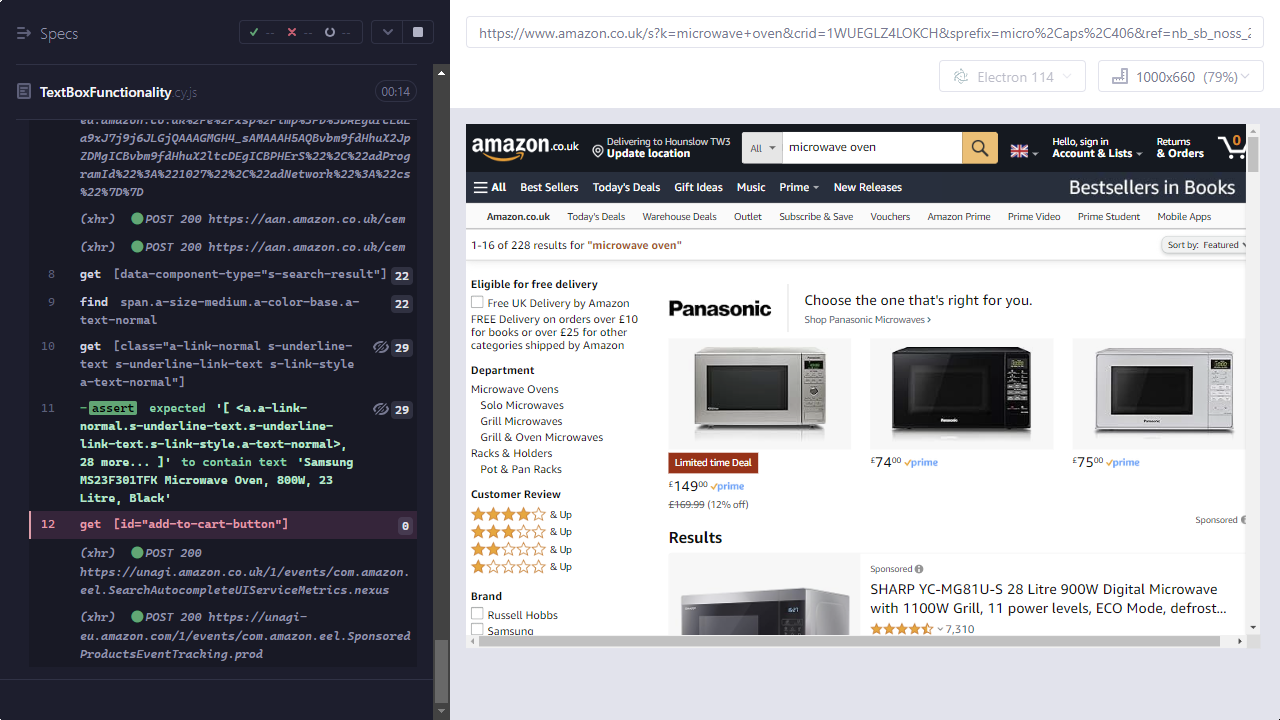 Specs
--
--
--
TextBoxFunctionality.cy.js
00:14
a9xJ7j9j6JLGjQAAAGMGH4_sAMAAAH5AQBvbm9fdHhuX2Jp
ZDMgICBvbm9fdHhuX2ltcDEgICBPHErS%22%2C%22adProg
ramId%22%3A%221027%22%2C%22adNetwork%22%3A%22cs
%22%7D%7D
(xhr) POST 200 https://aan.amazon.co.uk/cem
(xhr) POST 200 https://aan.amazon.co.uk/cem
8 get [data-component-type="s-search-result"] 22
9 find span.a-size-medium.a-color-base.a- 22
text-normal
10 get [class="a-link-normal s-underline- 29
text s-underline-link-text s-link-style
a-text-normal"]
11 -assert expected '[ <a.a-link- 29
normal.s-underline-text.s-underline-
link-text.s-link-style.a-text-normal>,
28 more... ]' to contain text 'Samsung
MS23F301TFK Microwave Oven, 800W, 23
Litre, Black'
12 get [id="add-to-cart-button"] 0
(xhr) POST 200
https://unagi.amazon.co.uk/1/events/com.amazon.
eel.SearchAutocompleteUIServiceMetrics.nexus
(xhr) POST 200 https://unagi-
eu.amazon.com/1/events/com.amazon.eel.Sponsored
ProductsEventTracking.prod
https://www.amazon.co.uk/s?k=microwave+oven&crid=1WUEGLZ4LOKCH&sprefix=micro%2Caps%2C406&ref=nb_sb_noss_2
Electron 114
1000x660 (79%)
amazon.co.uk
Delivering to Hounslow TW3
Update location
All
microwave oven
Hello, sign in
Account & Lists
Returns
& Orders
0
All Best Sellers Today's Deals Gift Ideas Music Prime New Releases
Bestsellers in Books
Amazon.co.uk Today's Deals Warehouse Deals Outlet Subscribe & Save Vouchers Amazon Prime Prime Video Prime Student Mobile Apps
1-16 of 228 results for "microwave oven"
Sort by: Featured
Eligible for free delivery
Free UK Delivery by Amazon
FREE Delivery on orders over £10
for books or over £25 for other
categories shipped by Amazon
Department
Microwave Ovens
Solo Microwaves
Grill Microwaves
Grill & Oven Microwaves
Racks & Holders
Pot & Pan Racks
Customer Review
& Up
& Up
& Up
& Up
Brand
Russell Hobbs
Samsung
Panasonic
Choose the one that's right for you.
Shop Panasonic Microwaves ›
Limited time Deal
£149.00 prime
£169.99 (12% off)
£74.00 prime
£75.00 prime
Sponsored
Results
Sponsored
SHARP YC-MG81U-S 28 Litre 900W Digital Microwave
with 1100W Grill, 11 power levels, ECO Mode, defrost...
7,310